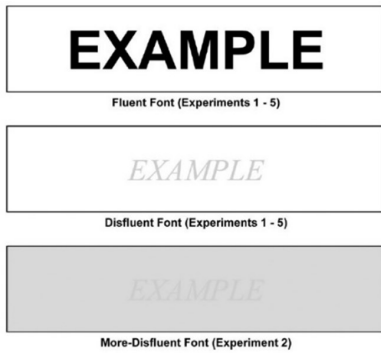 EXAMPLE
Fluent Font (Experiments 1 - 5)
EXAMPLE
Disfluent Font (Experiments 1 - 5)
EXAMPLE
More-Disfluent Font (Experiment 2)